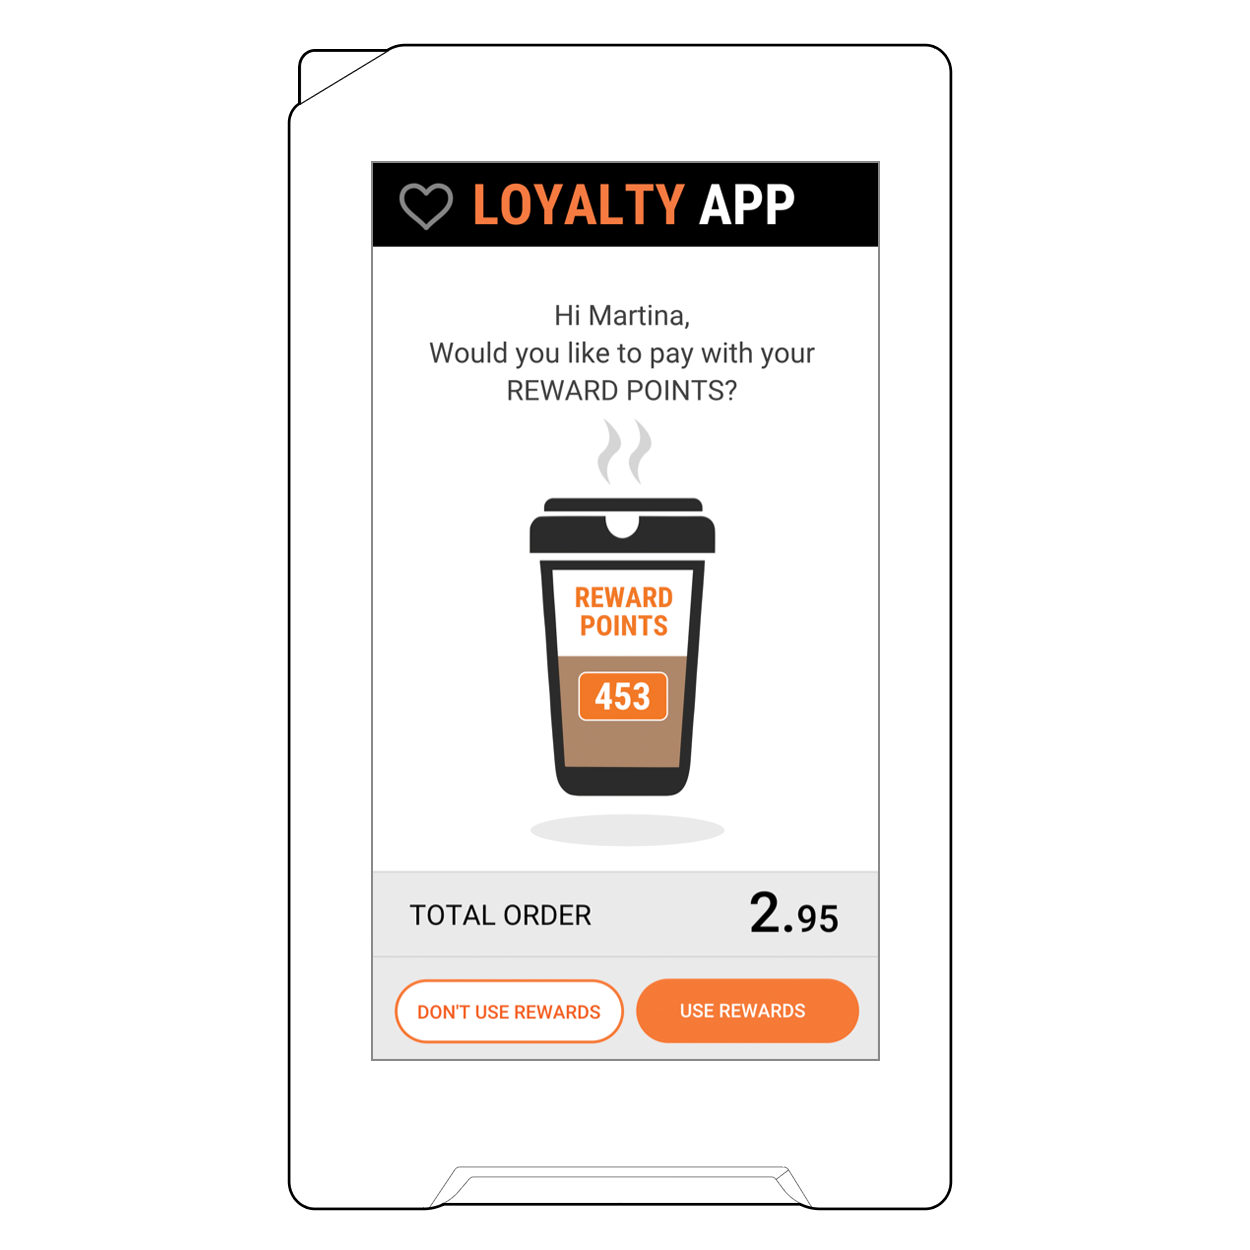 LOYALTY APP
Hi Martina,
Would you like to pay with your
REWARD POINTS?
REWARD
POINTS
453
TOTAL ORDER 2.95
DON'T USE REWARDS USE REWARDS